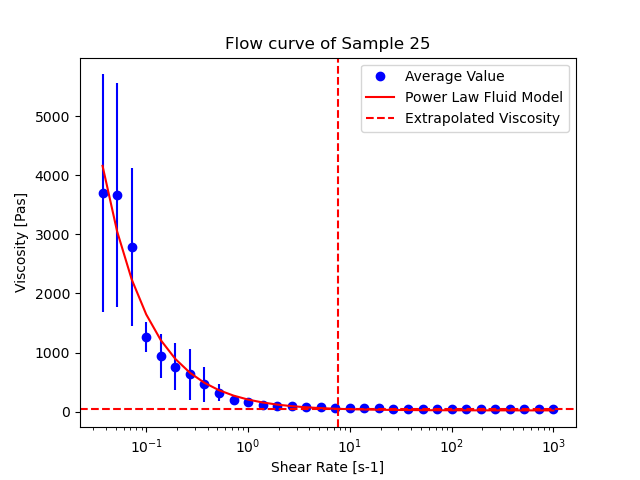 Flow curve of Sample 25
Average Value
Power Law Fluid Model
Extrapolated Viscosity
Viscosity [Pas]
5000
4000
3000
2000
1000
0
10⁻¹ 10⁰ 10¹ 10² 10³
Shear Rate [s-1]